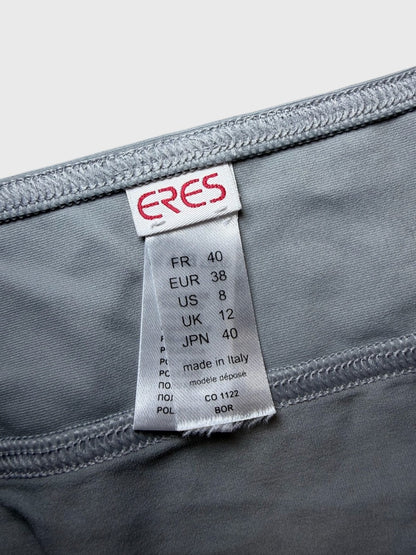 ERES
FR 40
EUR 38
US 8
UK 12
JPN 40
made in Italy
modèle déposé
CO 1122
BOR